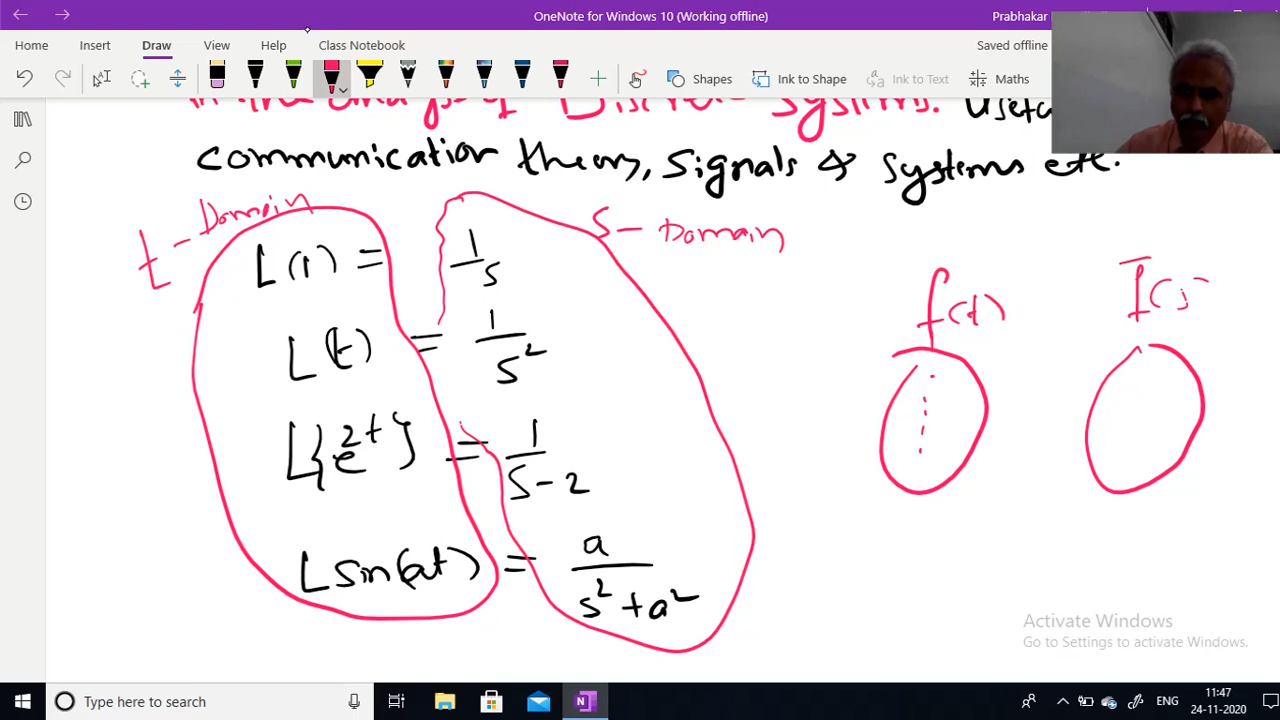 OneNote for Windows 10 (Working offline)
Prabhakar
Home Insert Draw View Help Class Notebook
Saved offline
Shapes Ink to Shape Ink to Text Maths
Discrete Systems.
communication theory, Signals & Systems etc.
t - Domain
S - Domain
L(1) = 1/s
L(t) = 1/s²
L{e^2t} = 1/(s-2)
L sin(at) = a/(s²+a²)
f(t)
Activate Windows
Go to Settings to activate Windows.
Type here to search
ENG
11:47
24-11-2020